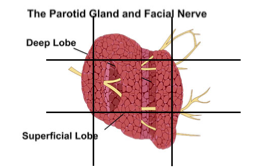 The Parotid Gland and Facial Nerve
Deep Lobe
Superficial Lobe